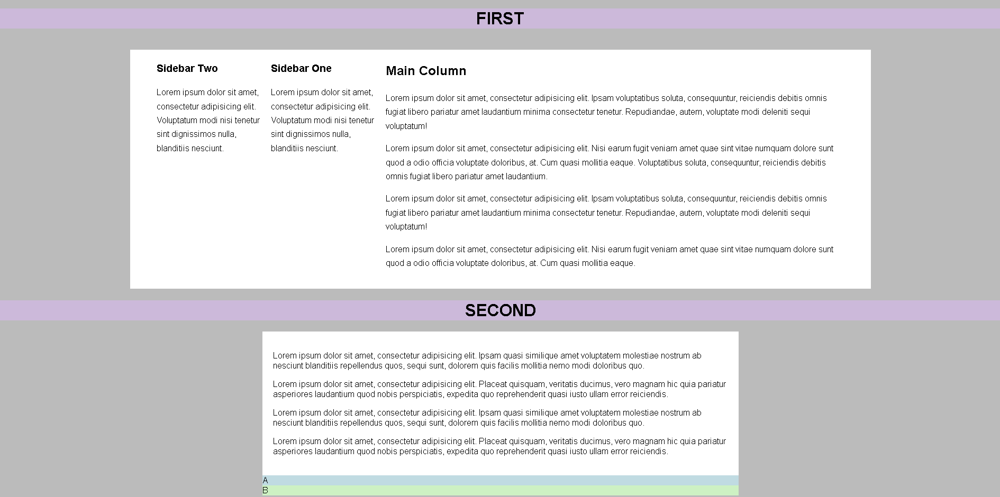 FIRST
Sidebar Two
Lorem ipsum dolor sit amet,
consectetur adipisicing elit.
Voluptatum modi nisi tenetur
sint dignissimos nulla,
blanditiis nesciunt.
Sidebar One
Lorem ipsum dolor sit amet,
consectetur adipisicing elit.
Voluptatum modi nisi tenetur
sint dignissimos nulla,
blanditiis nesciunt.
Main Column
Lorem ipsum dolor sit amet, consectetur adipisicing elit. Ipsam voluptatibus soluta, consequuntur, reiciendis debitis omnis
fugiat libero pariatur amet laudantium minima consectetur tenetur. Repudiandae, autem, voluptate modi deleniti sequi
voluptatum!
Lorem ipsum dolor sit amet, consectetur adipisicing elit. Nisi earum fugit veniam amet quae sint vitae numquam dolore sunt
quod a odio officia voluptate doloribus, at. Cum quasi mollitia eaque. Voluptatibus soluta, consequuntur, reiciendis debitis
omnis fugiat libero pariatur amet laudantium.
Lorem ipsum dolor sit amet, consectetur adipisicing elit. Ipsam voluptatibus soluta, consequuntur, reiciendis debitis omnis
fugiat libero pariatur amet laudantium minima consectetur tenetur. Repudiandae, autem, voluptate modi deleniti sequi
voluptatum!
Lorem ipsum dolor sit amet, consectetur adipisicing elit. Nisi earum fugit veniam amet quae sint vitae numquam dolore sunt
quod a odio officia voluptate doloribus, at. Cum quasi mollitia eaque.
SECOND
Lorem ipsum dolor sit amet, consectetur adipisicing elit. Ipsam quasi similique amet voluptatem molestiae nostrum ab
nesciunt blanditiis repellendus quos, sequi sunt, dolorem quis facilis mollitia nemo modi doloribus quo.
Lorem ipsum dolor sit amet, consectetur adipisicing elit. Placeat quisquam, veritatis ducimus, vero magnam hic quia pariatur
asperiores laudantium quod nobis perspiciatis, expedita quo reprehenderit quasi iusto ullam error reiciendis.
Lorem ipsum dolor sit amet, consectetur adipisicing elit. Ipsam quasi similique amet voluptatem molestiae nostrum ab
nesciunt blanditiis repellendus quos, sequi sunt, dolorem quis facilis mollitia nemo modi doloribus quo.
Lorem ipsum dolor sit amet, consectetur adipisicing elit. Placeat quisquam, veritatis ducimus, vero magnam hic quia pariatur
asperiores laudantium quod nobis perspiciatis, expedita quo reprehenderit quasi iusto ullam error reiciendis.
A
B